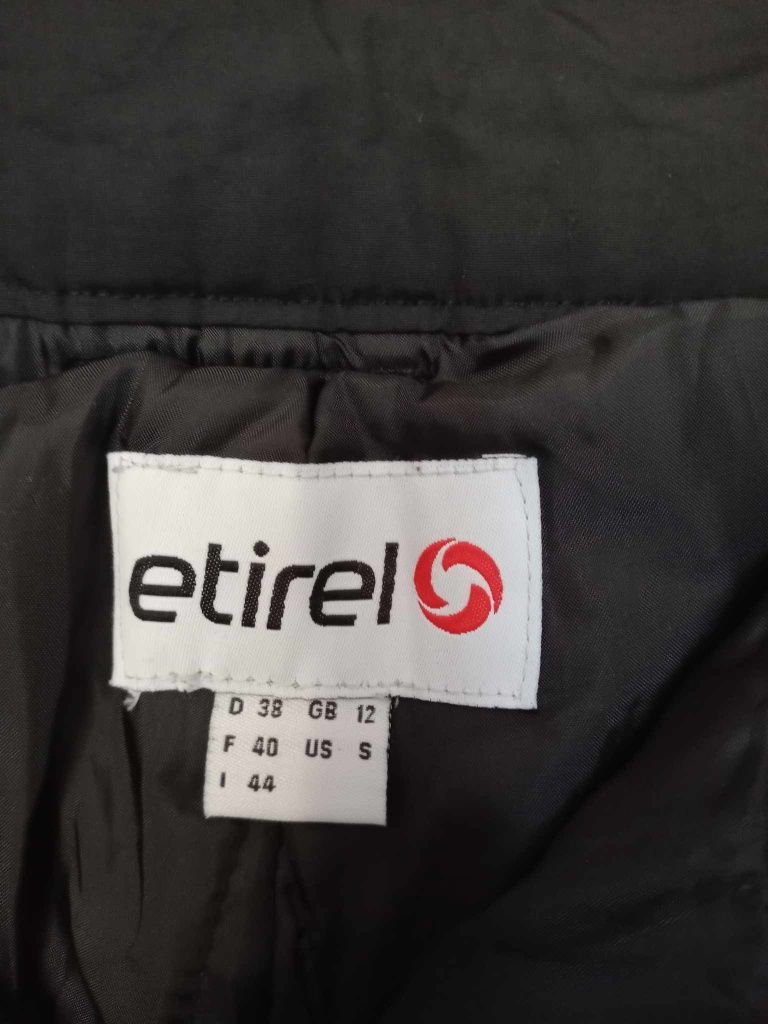 etirel
D 38 GB 12
F 40 US S
I 44